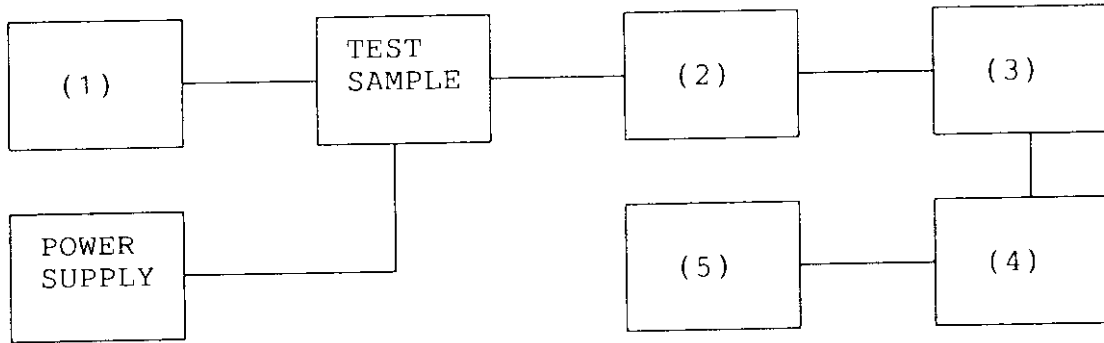 (1)
TEST
SAMPLE
(2)
(3)
POWER
SUPPLY
(5)
(4)